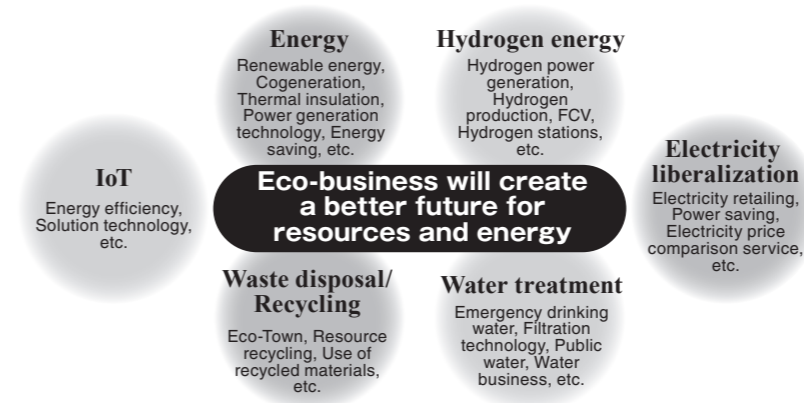 Energy
Renewable energy,
Cogeneration,
Thermal insulation,
Power generation
technology, Energy
saving, etc.
Hydrogen energy
Hydrogen power
generation,
Hydrogen
production, FCV,
Hydrogen stations,
etc.
IoT
Energy efficiency,
Solution technology,
etc.
Eco-business will create
a better future for
resources and energy
Electricity
liberalization
Electricity retailing,
Power saving,
Electricity price
comparison service,
etc.
Waste disposal/
Recycling
Eco-Town, Resource
recycling, Use of
recycled materials,
etc.
Water treatment
Emergency drinking
water, Filtration
technology, Public
water, Water
business, etc.